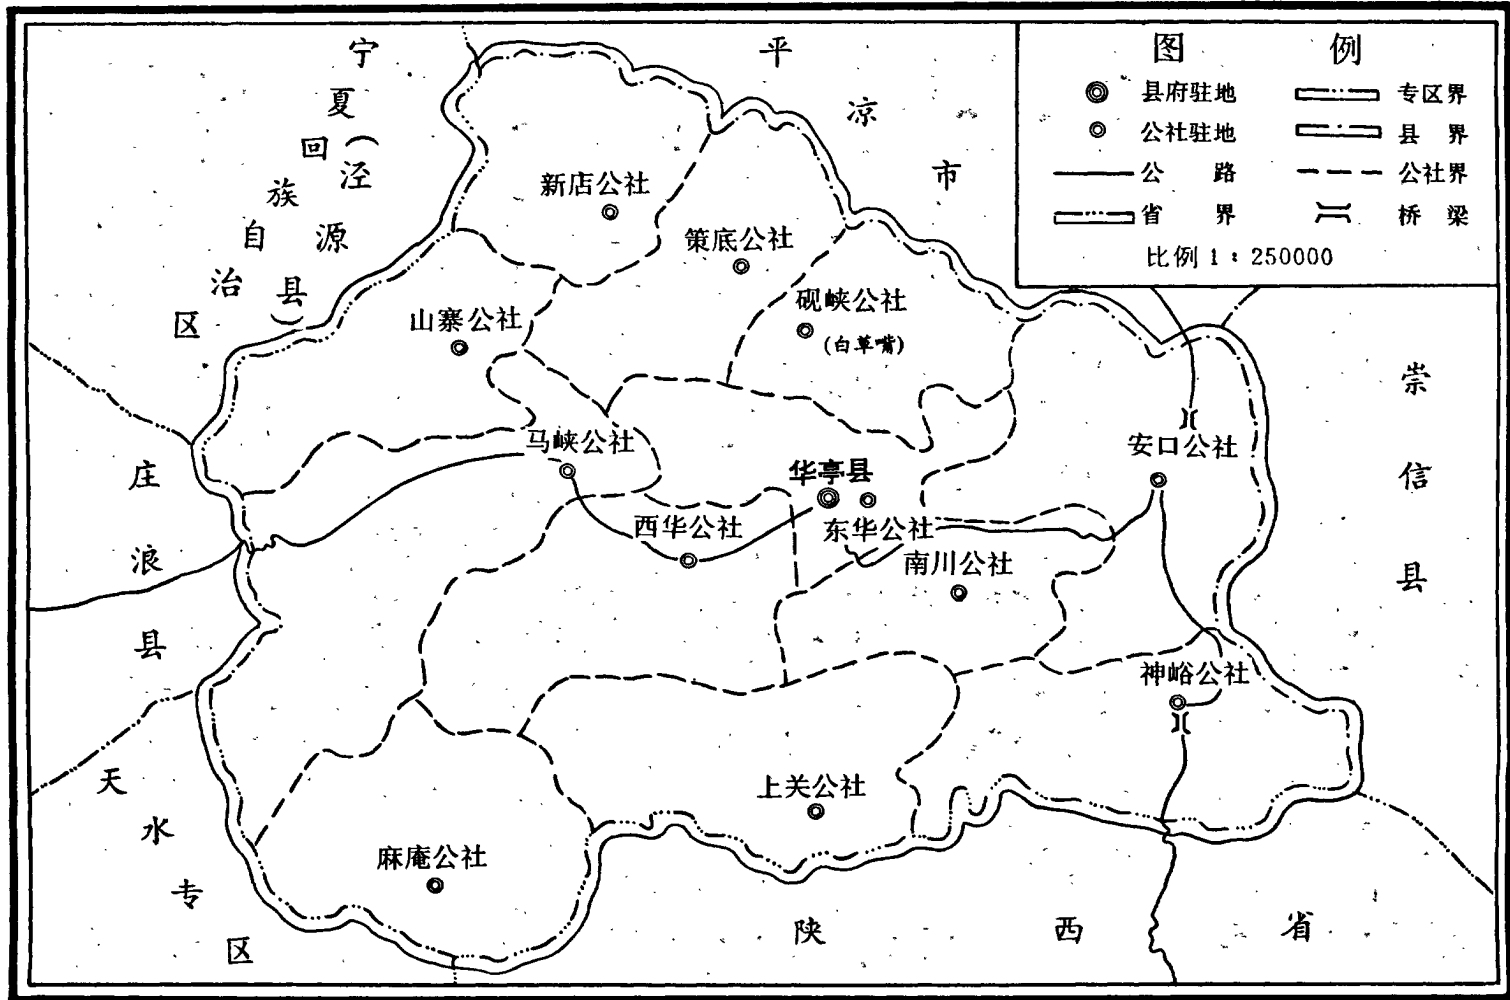 图 例
县府驻地
公社驻地
公 路
省 界
专区界
县 界
公社界
桥 梁
比例 1：250000
宁夏回族自治区
（泾源县）
平凉市
崇信县
庄浪县
天水专区
陕西省
新店公社
策底公社
砚峡公社
(白草嘴)
山寨公社
马峡公社
华亭县
安口公社
西华公社
东华公社
南川公社
神峪公社
上关公社
麻庵公社